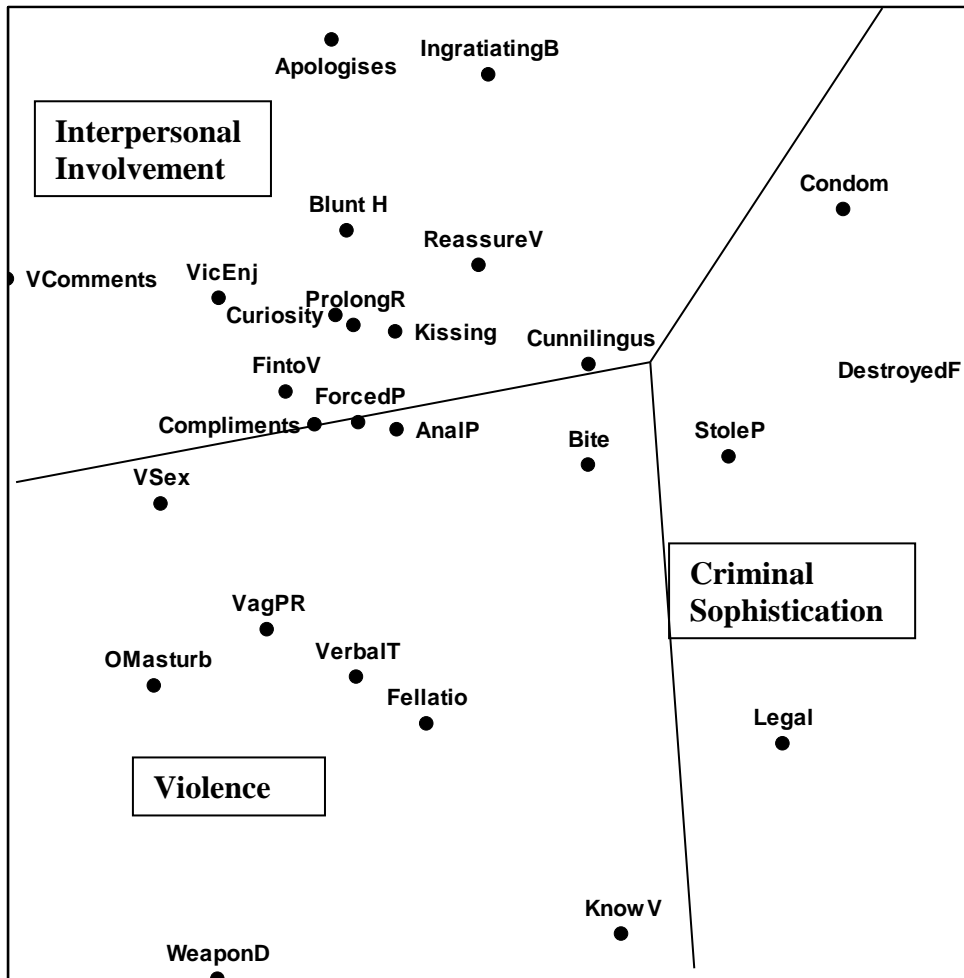 Apologises
IngratiatingB
Interpersonal
Involvement
Condom
Blunt H
ReassureV
VComments
VicEnj
ProlongR
Curiosity
Kissing
Cunnilingus
DestroyedF
FintoV
ForcedP
Compliments
AnalP
Bite
StoleP
VSex
Criminal
Sophistication
VagPR
OMasturb
VerbalT
Fellatio
Legal
Violence
Know V
WeaponD